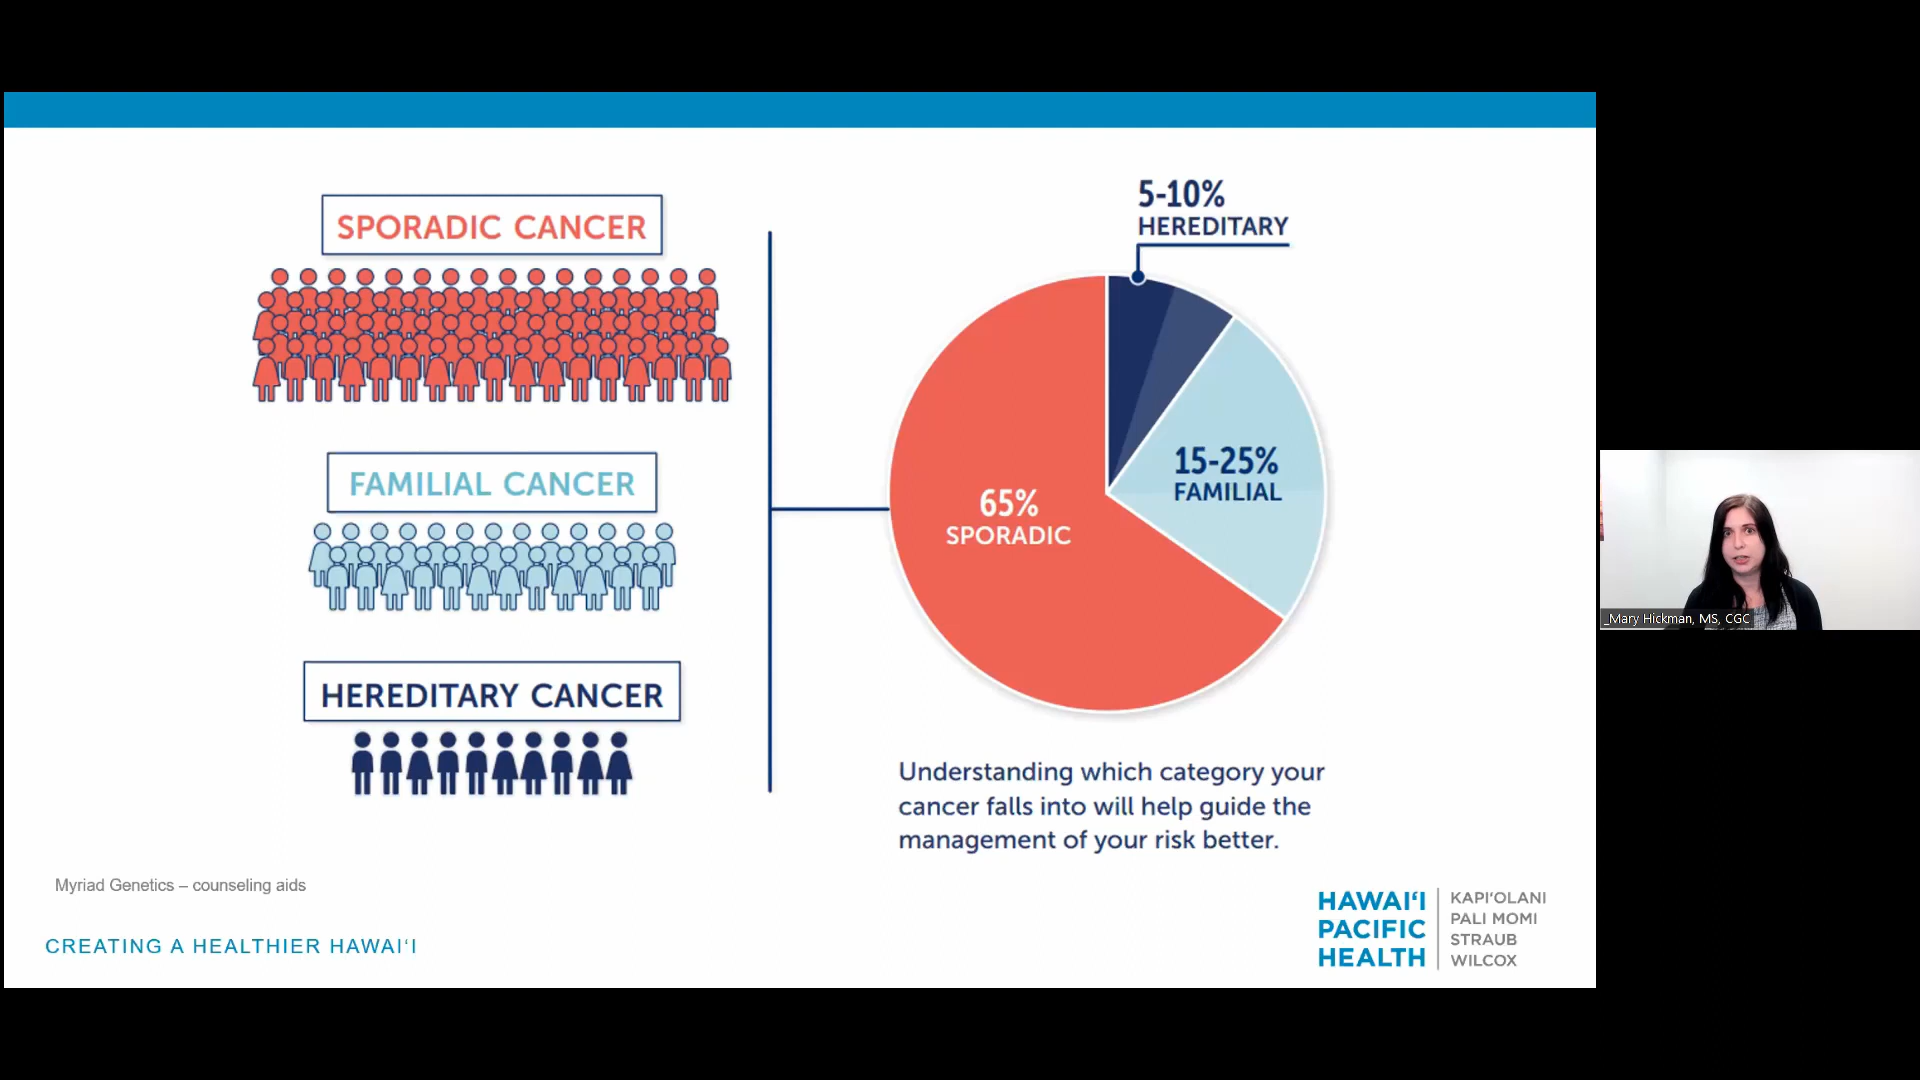 SPORADIC CANCER
FAMILIAL CANCER
HEREDITARY CANCER
5-10%
HEREDITARY
15-25%
FAMILIAL
65%
SPORADIC
Understanding which category your
cancer falls into will help guide the
management of your risk better.
Myriad Genetics – counseling aids
CREATING A HEALTHIER HAWAIʻI
HAWAIʻI
PACIFIC
HEALTH
KAPIʻOLANI
PALI MOMI
STRAUB
WILCOX
_Mary Hickman, MS, CGC